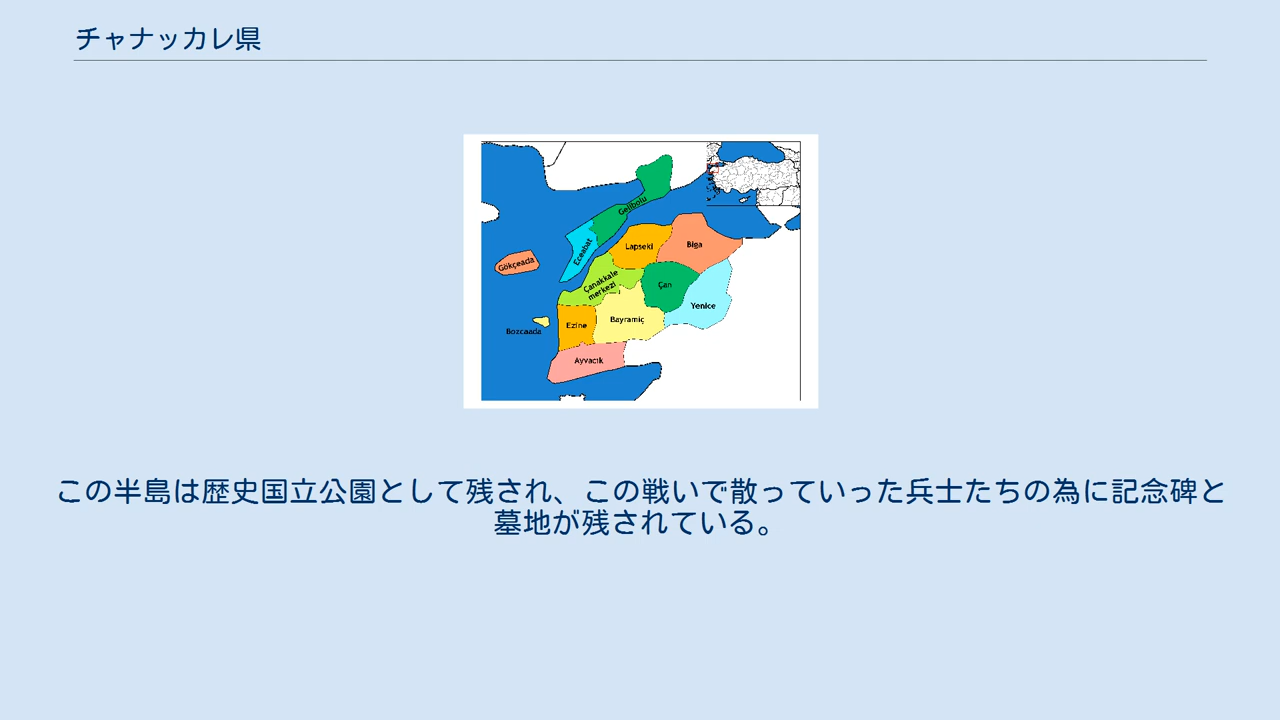 チャナッカレ県
Gelibolu
Eceabat
Lapseki
Biga
Gökçeada
Çanakkale
merkezi
Çan
Yenice
Bozcaada
Ezine
Bayramiç
Ayvacık
この半島は歴史国立公園として残され、この戦いで散っていった兵士たちの為に記念碑と
墓地が残されている。